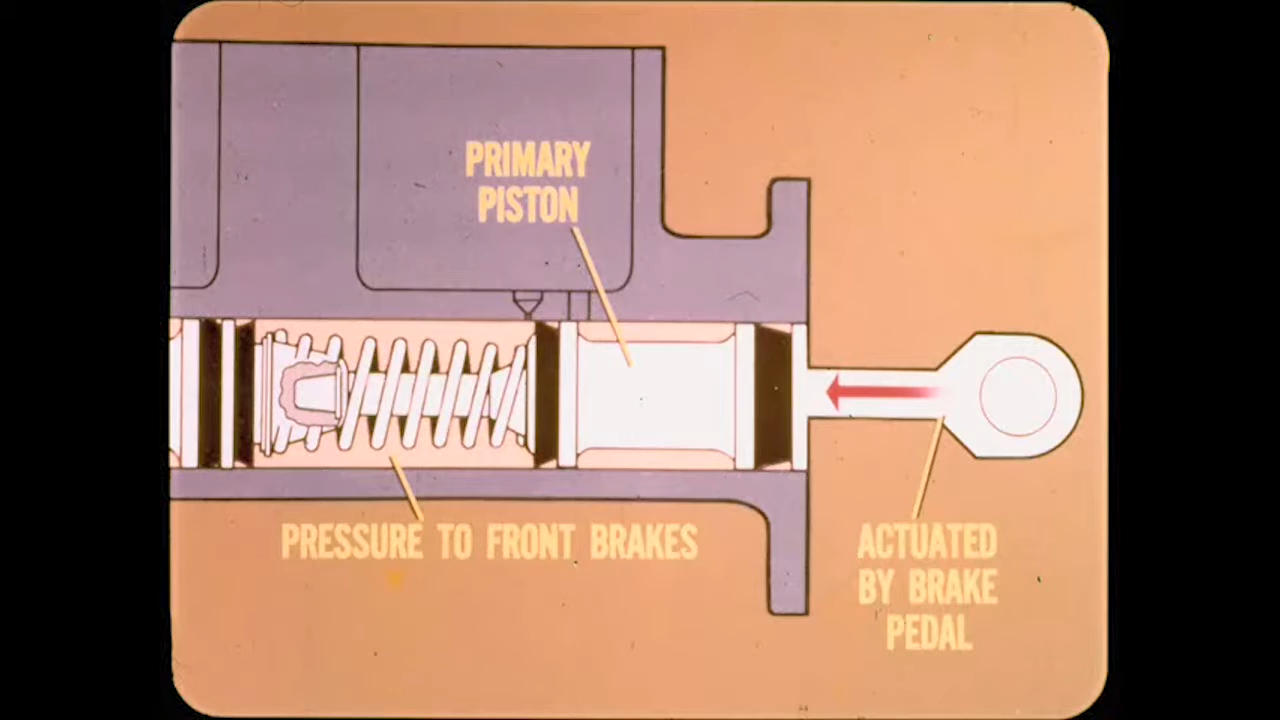 PRIMARY
PISTON
PRESSURE TO FRONT BRAKES
ACTUATED
BY BRAKE
PEDAL